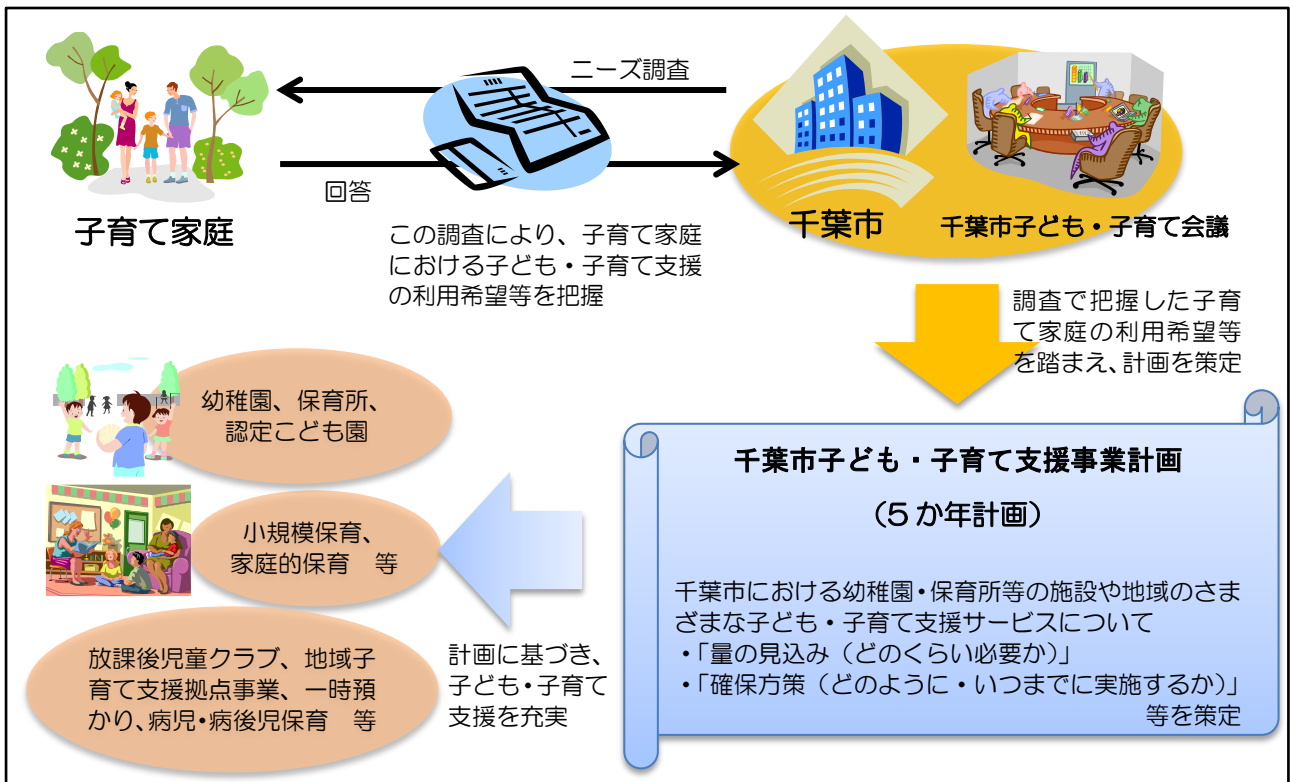 ニーズ調査
回答
子育て家庭
この調査により、子育て家庭
における子ども・子育て支援
の利用希望等を把握
千葉市
千葉市子ども・子育て会議
調査で把握した子育
て家庭の利用希望等
を踏まえ、計画を策定
千葉市子ども・子育て支援事業計画
（５か年計画）
千葉市における幼稚園・保育所等の施設や地域のさま
ざまな子ども・子育て支援サービスについて
・「量の見込み（どのくらい必要か）」
・「確保方策（どのように・いつまでに実施するか）」
等を策定
計画に基づき、
子ども・子育て
支援を充実
幼稚園、保育所、
認定こども園
小規模保育、
家庭的保育　等
放課後児童クラブ、地域子
育て支援拠点事業、一時預
かり、病児・病後児保育　等